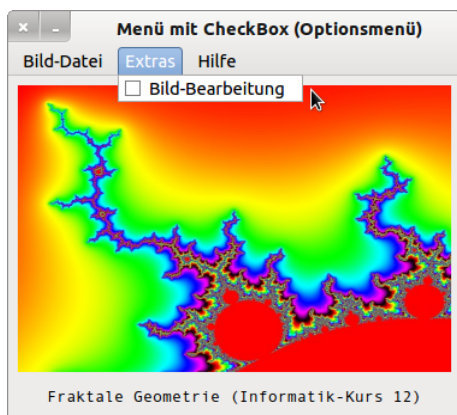 Menü mit CheckBox (Optionsmenü)
Bild-Datei Extras Hilfe
Bild-Bearbeitung
Fraktale Geometrie (Informatik-Kurs 12)